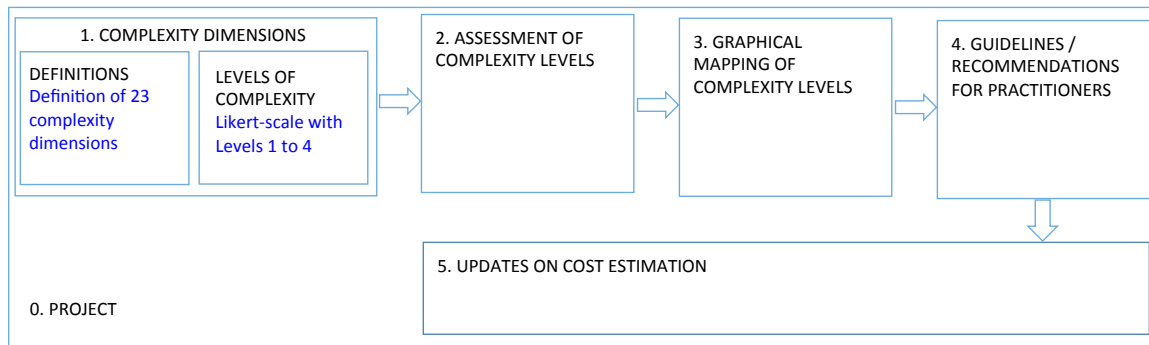 1. COMPLEXITY DIMENSIONS
DEFINITIONS
Definition of 23
complexity
dimensions
LEVELS OF
COMPLEXITY
Likert-scale with
Levels 1 to 4
2. ASSESSMENT OF
COMPLEXITY LEVELS
3. GRAPHICAL
MAPPING OF
COMPLEXITY LEVELS
4. GUIDELINES /
RECOMMENDATIONS
FOR PRACTITIONERS
5. UPDATES ON COST ESTIMATION
0. PROJECT